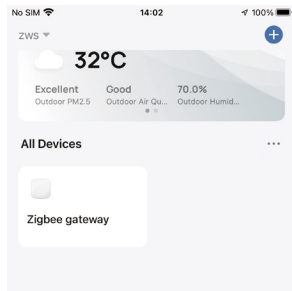 No SIM 14:02 100%
ZWS
32°C
Excellent Good 70.0%
Outdoor PM2.5 Outdoor Air Qu... Outdoor Humid...
All Devices ...
Zigbee gateway